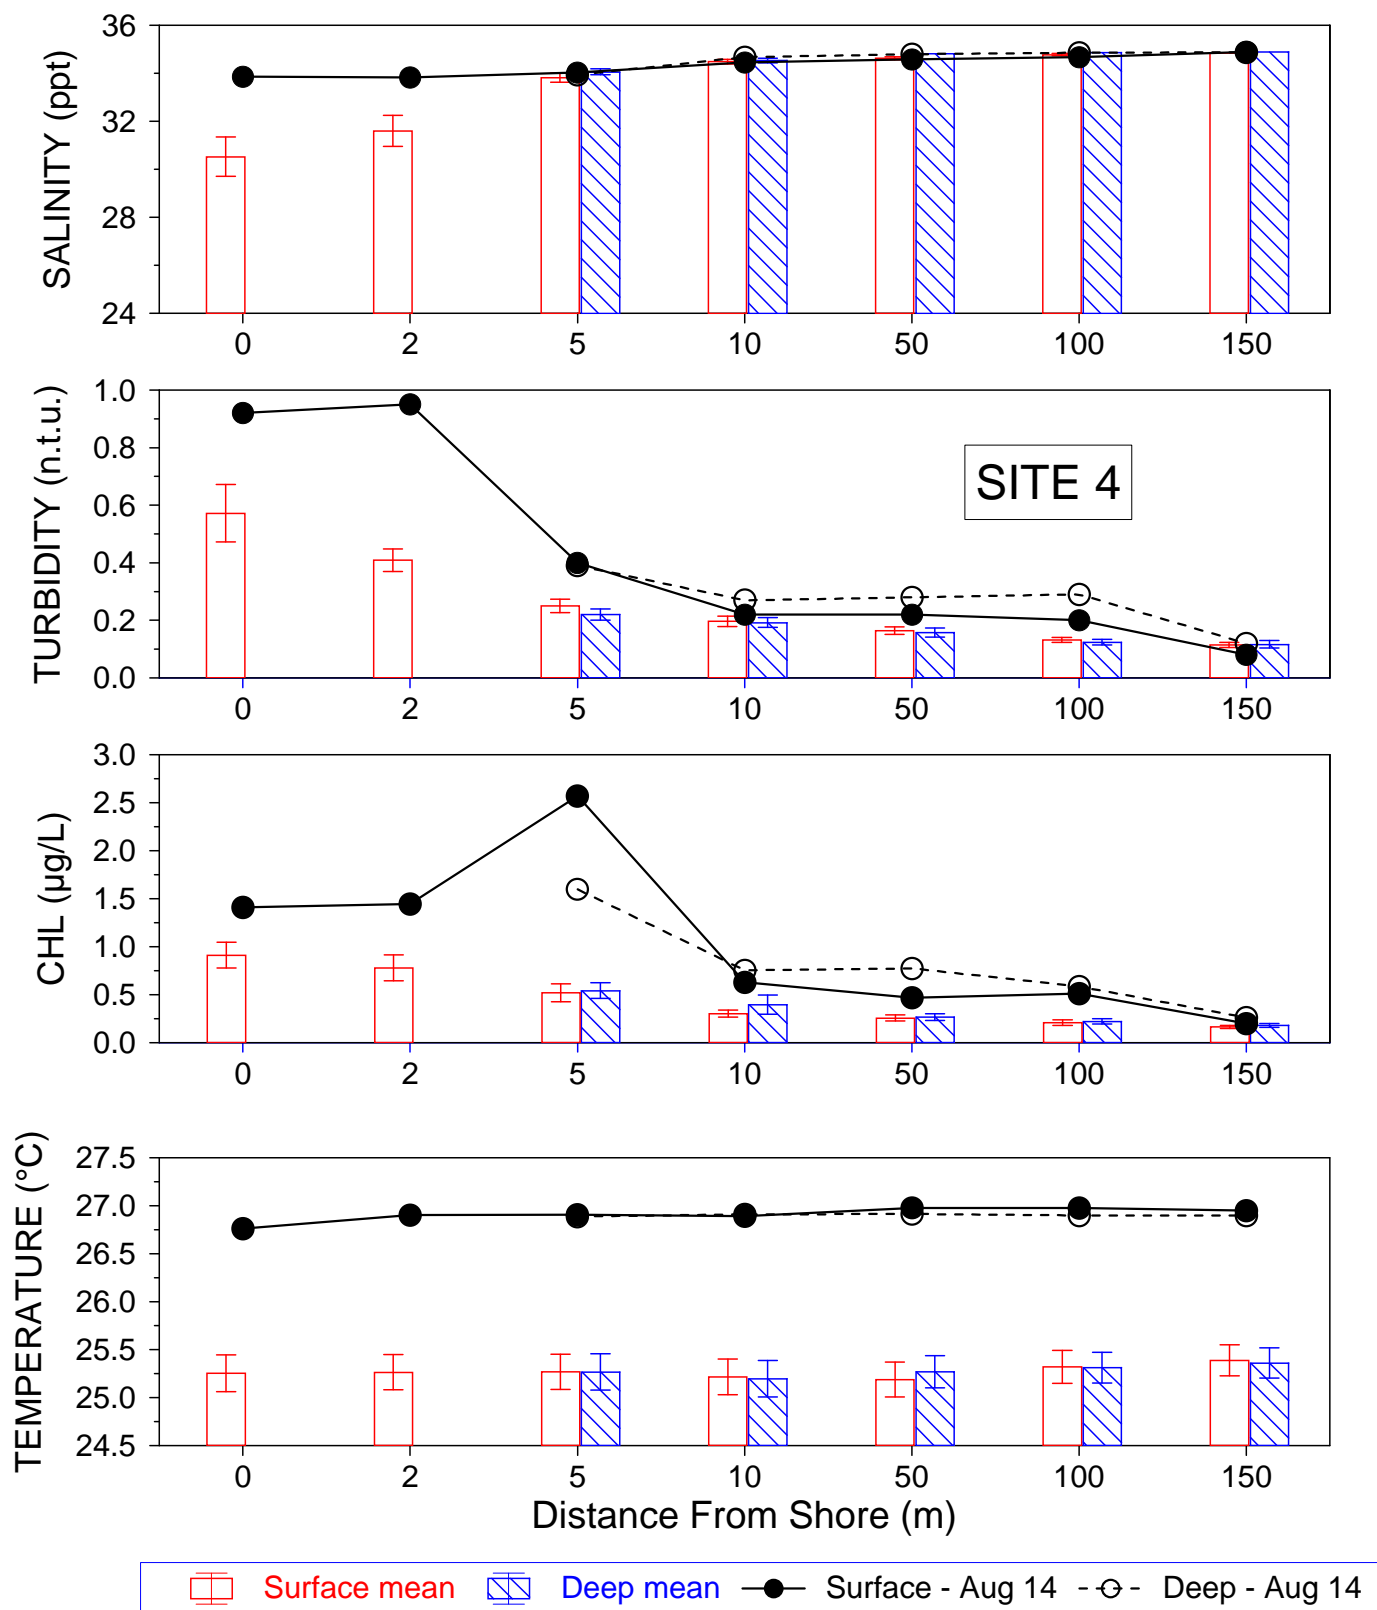 SALINITY (ppt)
36
32
28
24
0 2 5 10 50 100 150
TURBIDITY (n.t.u.)
1.0
0.8
0.6
0.4
0.2
0.0
SITE 4
0 2 5 10 50 100 150
CHL (µg/L)
3.0
2.5
2.0
1.5
1.0
0.5
0.0
0 2 5 10 50 100 150
TEMPERATURE (°C)
27.5
27.0
26.5
26.0
25.5
25.0
24.5
0 2 5 10 50 100 150
Distance From Shore (m)
Surface mean Deep mean Surface - Aug 14 Deep - Aug 14